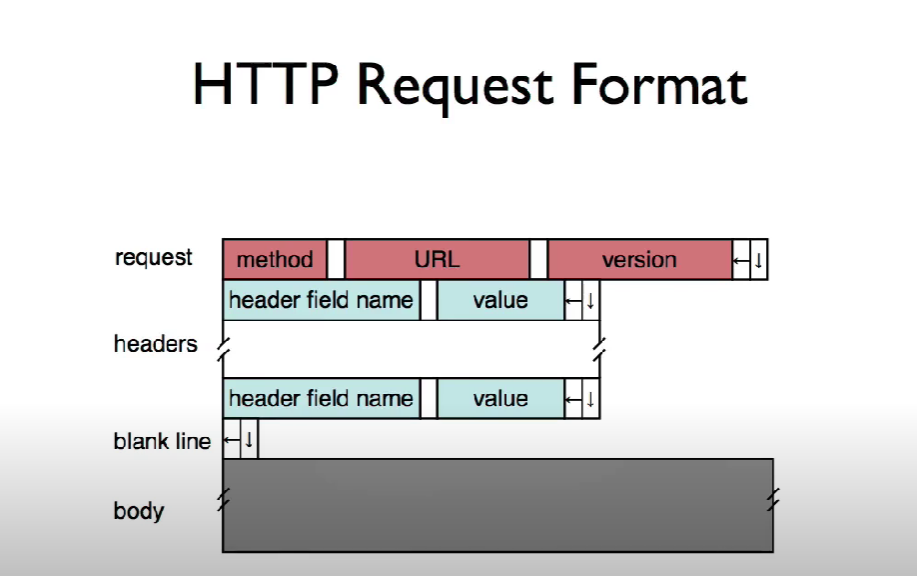 HTTP Request Format
request method URL version ← ↓
header field name value ← ↓
headers
header field name value ← ↓
blank line ← ↓
body